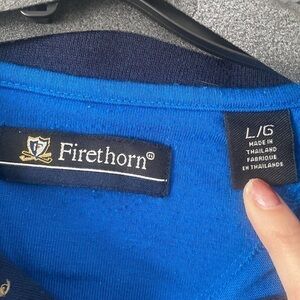 Firethorn®
L/G
MADE IN
THAILAND
FABRIQUE
EN THAILANDE